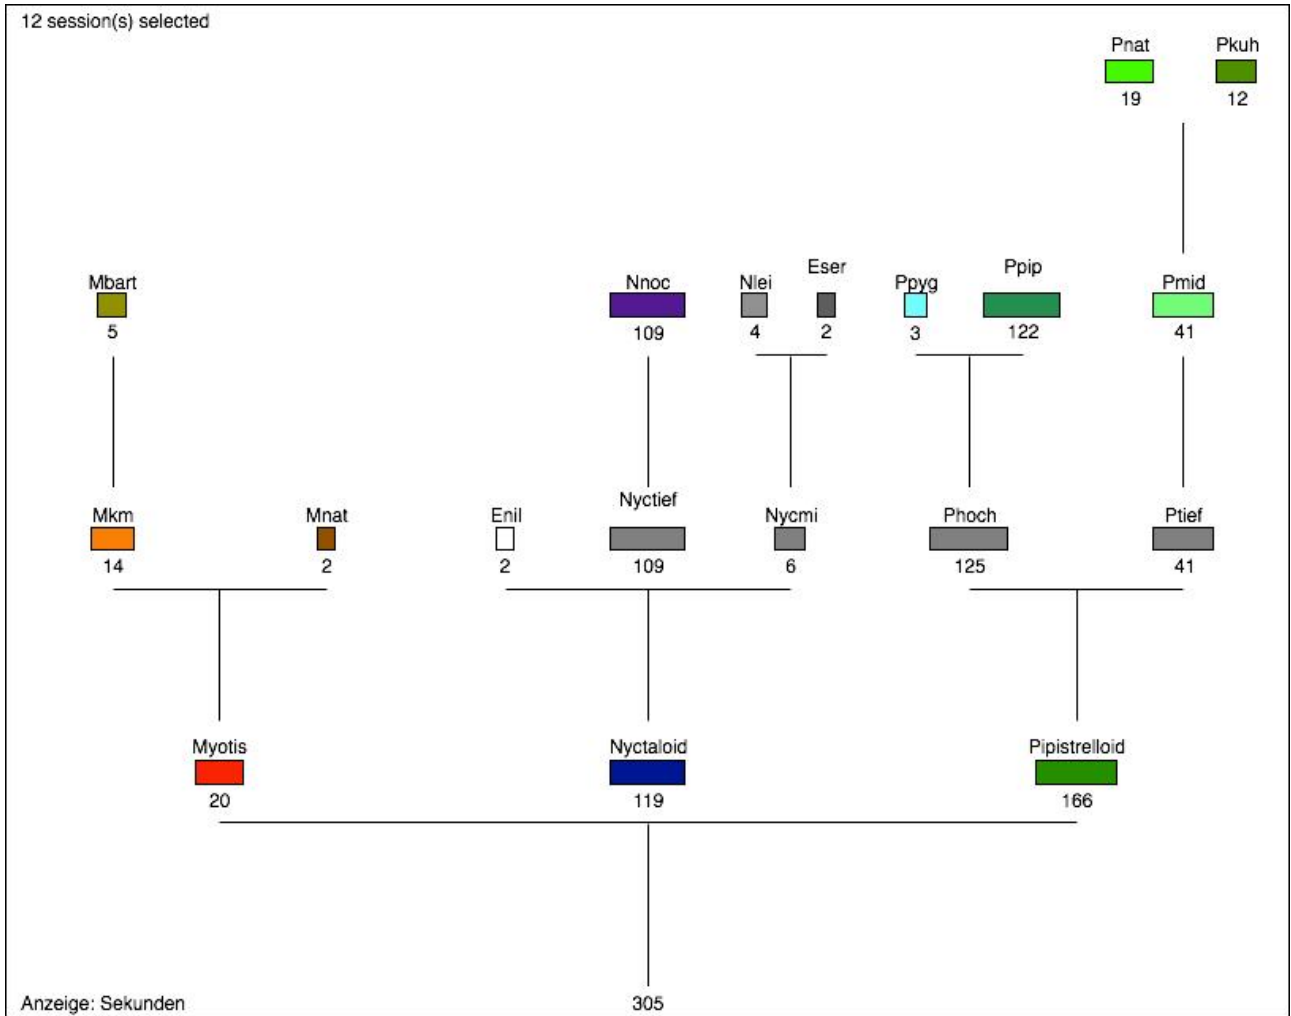 12 session(s) selected
Pnat Pkuh
19 12
Mbart Nnoc Nlei Eser Ppyg Ppip Pmid
5 109 4 2 3 122 41
Mkm Mnat Enil Nyctief Nycmi Phoch Ptief
14 2 2 109 6 125 41
Myotis Nyctaloid Pipistrelloid
20 119 166
Anzeige: Sekunden 305